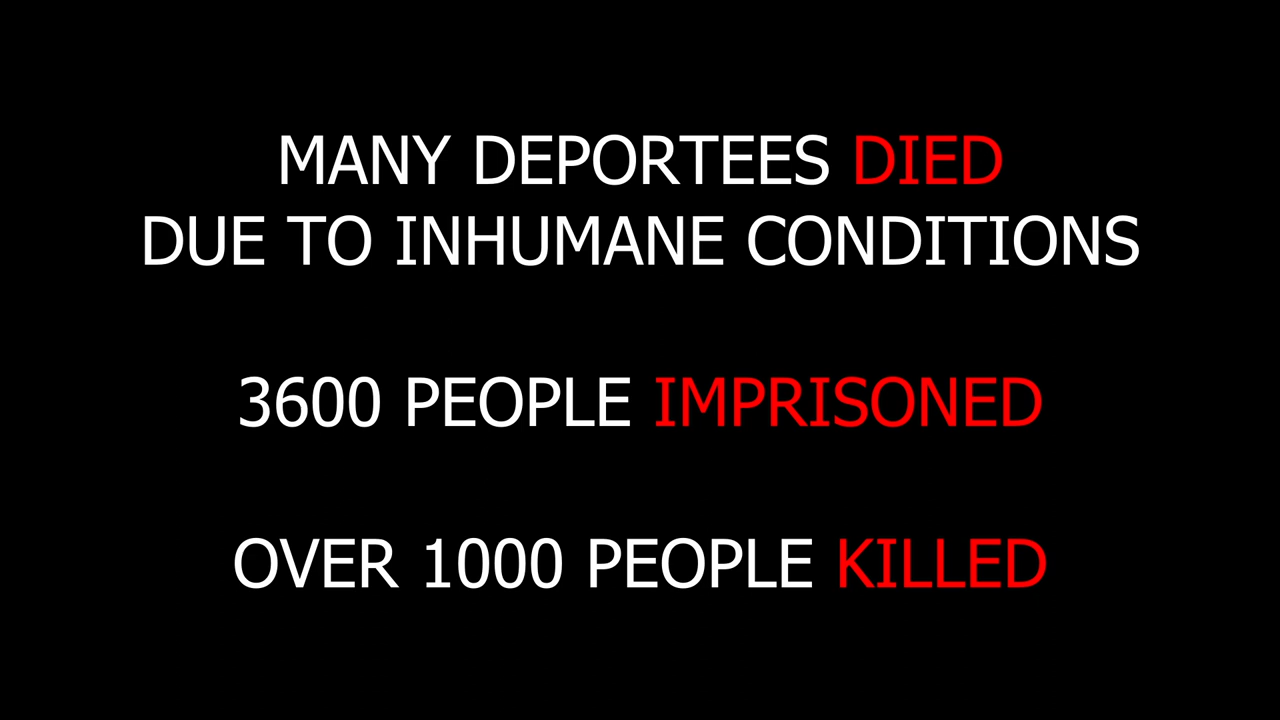 MANY DEPORTEES DIED
DUE TO INHUMANE CONDITIONS
3600 PEOPLE IMPRISONED
OVER 1000 PEOPLE KILLED